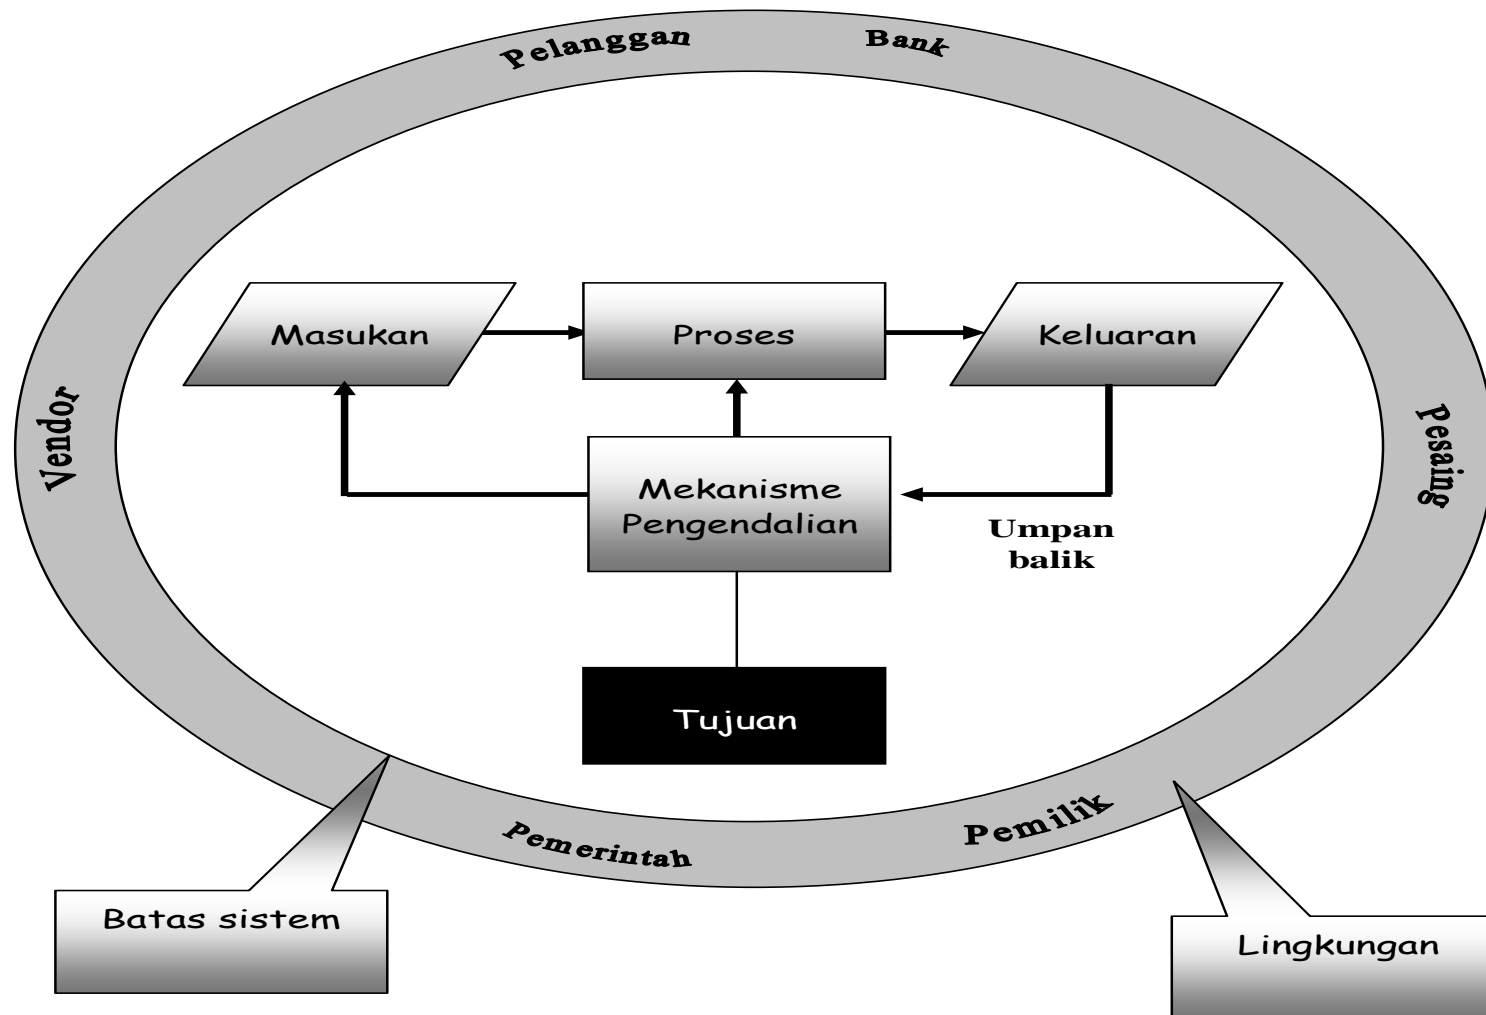 Pelanggan
Bank
Masukan
Proses
Keluaran
Vendor
Pesaing
Mekanisme
Pengendalian
Umpan
balik
Tujuan
Pemerintah
Pemilik
Batas sistem
Lingkungan